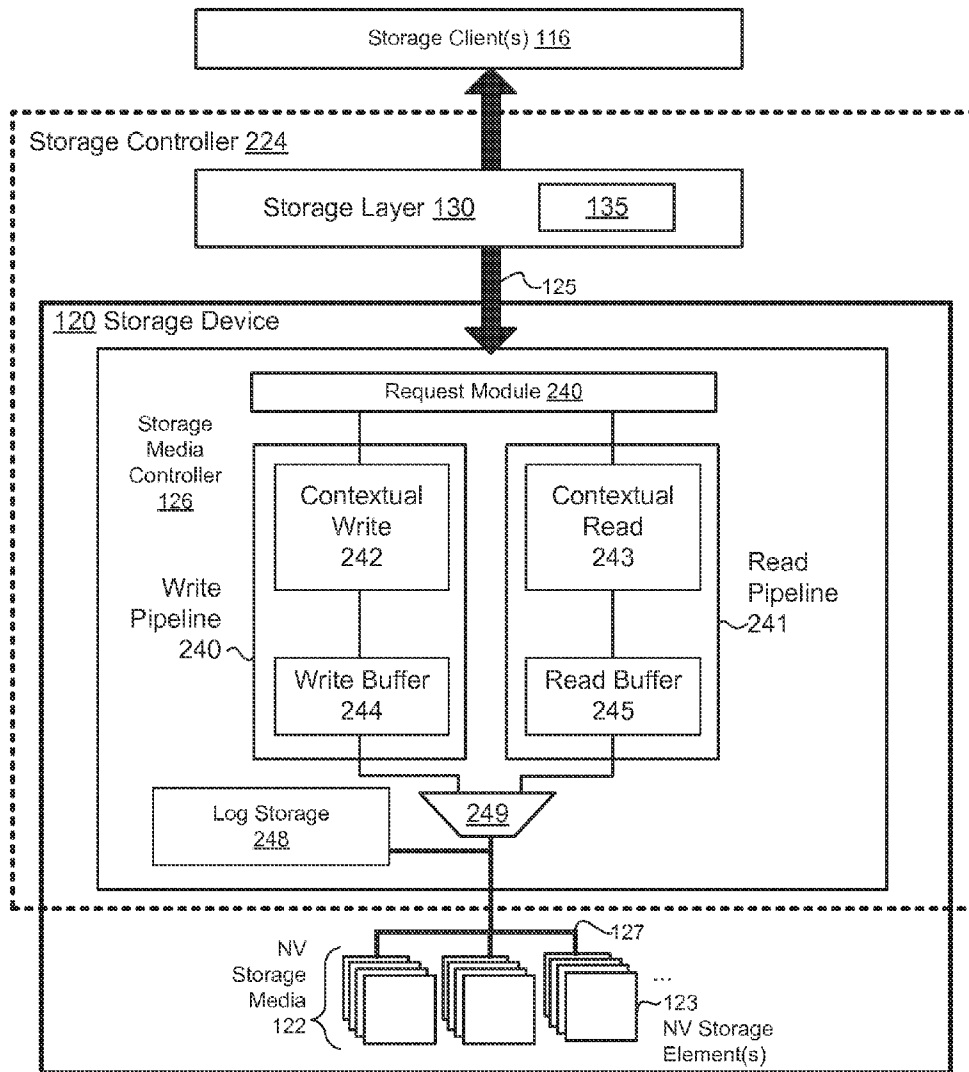 Storage Client(s) 116
Storage Controller 224
Storage Layer 130
135
125
120 Storage Device
Request Module 240
Storage
Media
Controller
126
Contextual
Write
242
Contextual
Read
243
Write
Pipeline
240
Read
Pipeline
241
Write Buffer
244
Read Buffer
245
Log Storage
248
249
127
NV
Storage
Media
122
...
123
NV Storage
Element(s)